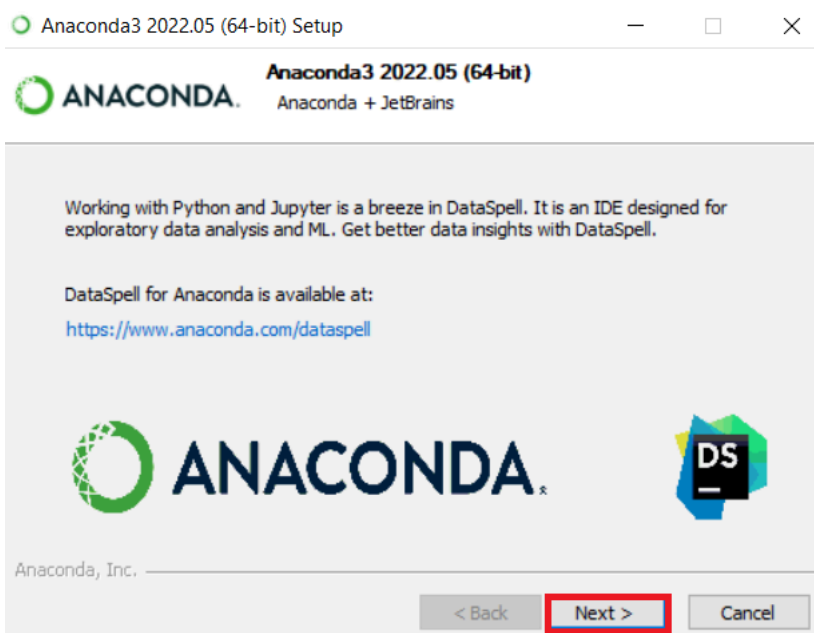 Anaconda3 2022.05 (64-bit) Setup
ANACONDA.
Anaconda3 2022.05 (64-bit)
Anaconda + JetBrains
Working with Python and Jupyter is a breeze in DataSpell. It is an IDE designed for
exploratory data analysis and ML. Get better data insights with DataSpell.
DataSpell for Anaconda is available at:
https://www.anaconda.com/dataspell
ANACONDA.
DS
Anaconda, Inc.
< Back Next > Cancel